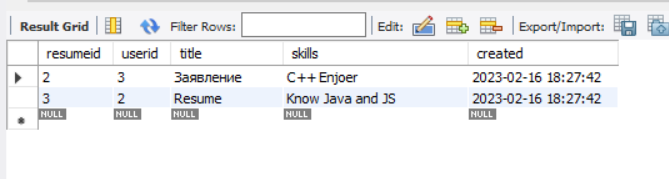 Result Grid Filter Rows: Edit: Export/Import:
resumeid userid title skills created
2 3 Заявление C++ Enjoer 2023-02-16 18:27:42
3 2 Resume Know Java and JS 2023-02-16 18:27:42
NULL NULL NULL NULL NULL